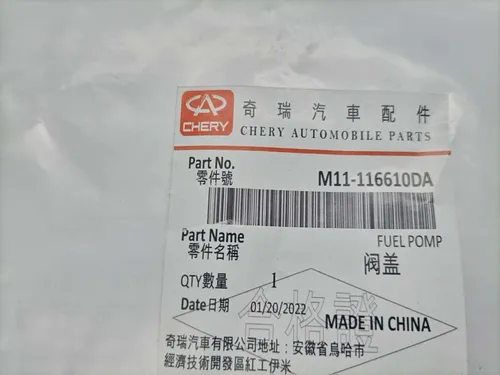 CHERY
奇瑞汽車配件
CHERY AUTOMOBILE PARTS
Part No.
零件號
M11-116610DA
Part Name
零件名稱
FUEL POMP
阀盖
QTY數量
1
Date日期
01/20/2022
合格證
MADE IN CHINA
奇瑞汽車有限公司地址：安徽省烏哈市
經濟技術開發區紅工伊米